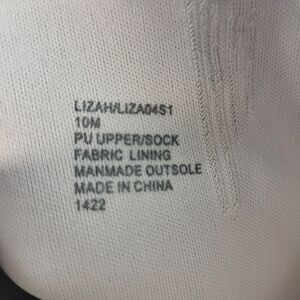 LIZAH/LIZA04S1
10M
PU UPPER/SOCK
FABRIC LINING
MANMADE OUTSOLE
MADE IN CHINA
1422